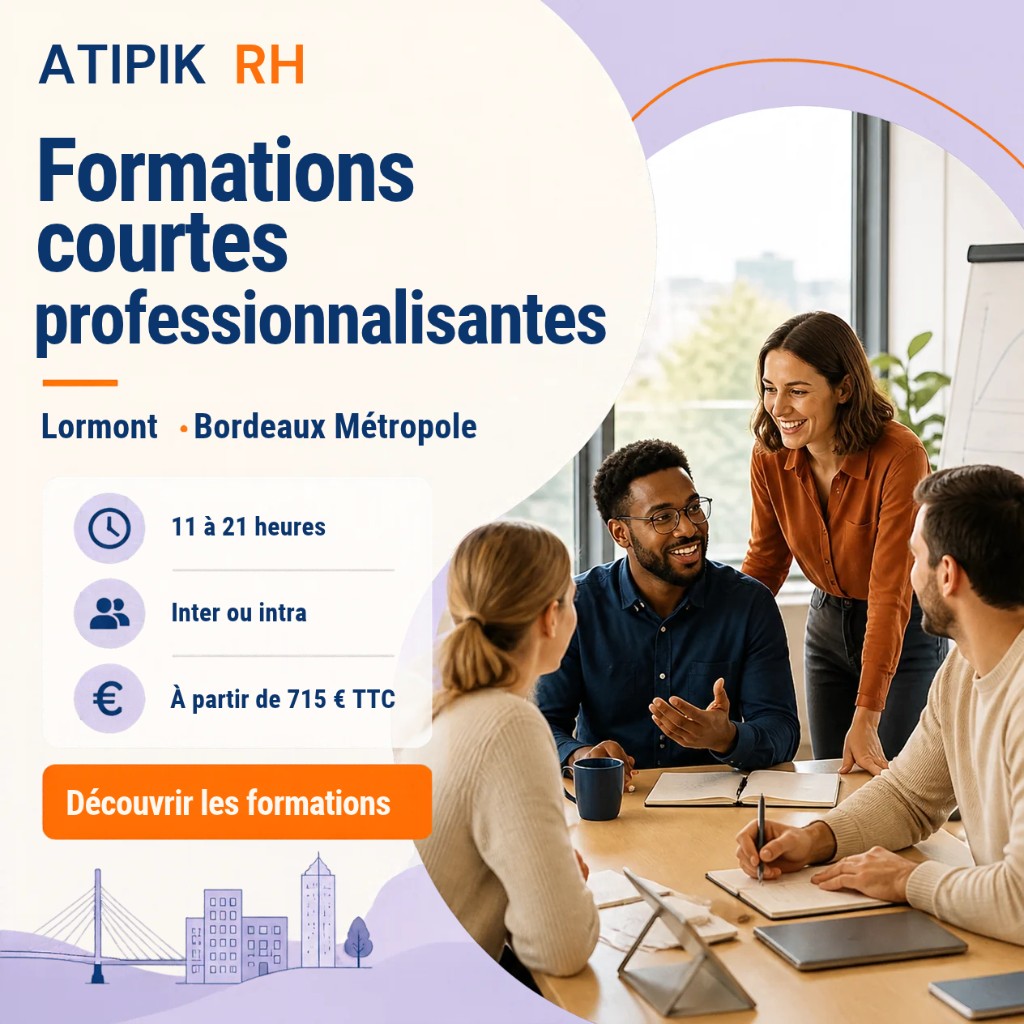 ATIPIK RH
Formations
courtes
professionnalisantes
Lormont • Bordeaux Métropole
11 à 21 heures
Inter ou intra
À partir de 715 € TTC
Découvrir les formations